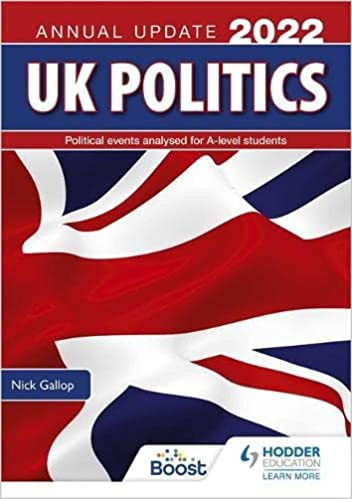 ANNUAL UPDATE 2022
UK POLITICS
Political events analysed for A-level students
Nick Gallop
Boost
HODDER
EDUCATION
LEARN MORE